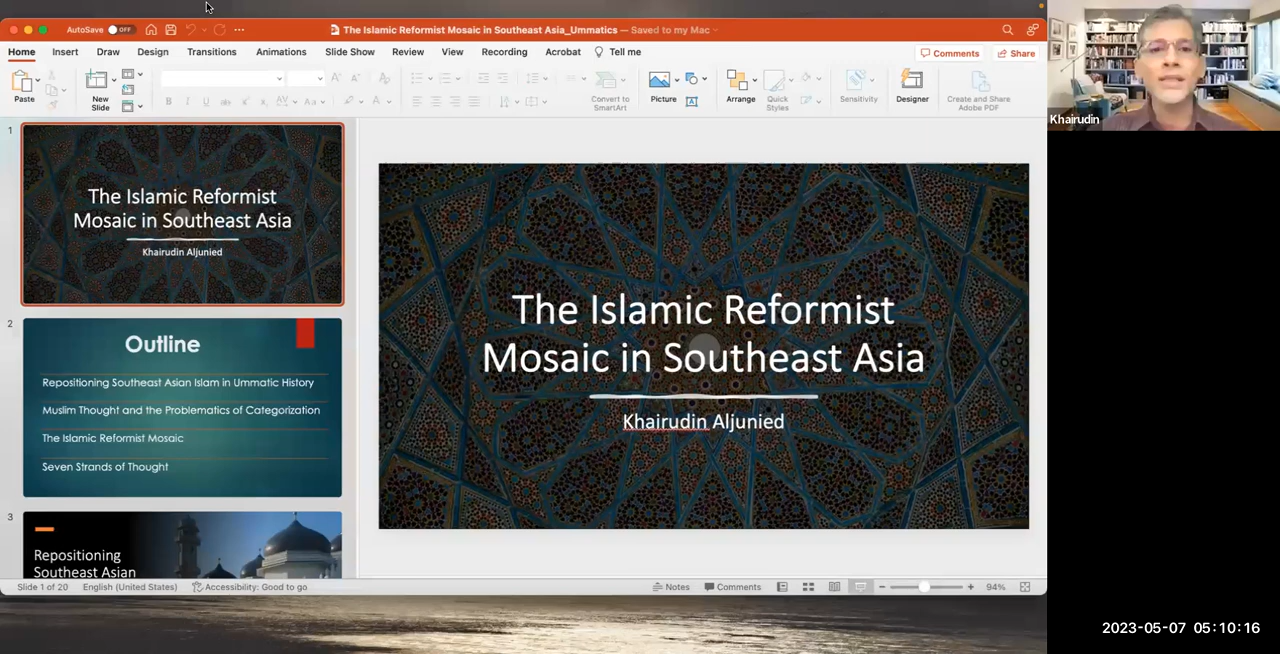 AutoSave OFF
The Islamic Reformist Mosaic in Southeast Asia_Ummatics — Saved to my Mac
Home Insert Draw Design Transitions Animations Slide Show Review View Recording Acrobat Tell me
Comments Share
Paste
New Slide
B I U ab x x AV Aa A
Convert to SmartArt
Picture
Arrange
Quick Styles
Sensitivity
Designer
Create and Share Adobe PDF
1
The Islamic Reformist
Mosaic in Southeast Asia
Khairudin Aljunied
2
Outline
Repositioning Southeast Asian Islam in Ummatic History
Muslim Thought and the Problematics of Categorization
The Islamic Reformist Mosaic
Seven Strands of Thought
3
Repositioning
Southeast Asian
The Islamic Reformist
Mosaic in Southeast Asia
Khairudin Aljunied
Slide 1 of 20 English (United States) Accessibility: Good to go
Notes Comments 94%
Khairudin
2023-05-07 05:10:16